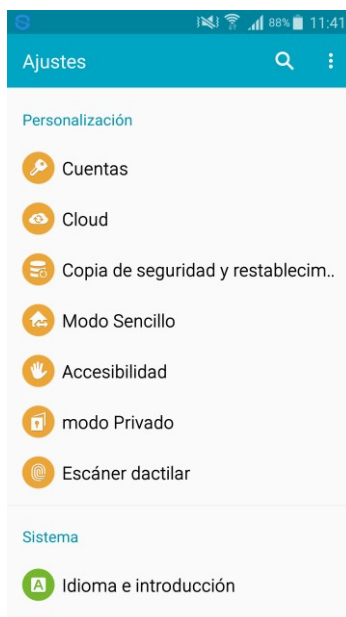 88% 11:41
Ajustes
Personalización
Cuentas
Cloud
Copia de seguridad y restablecim..
Modo Sencillo
Accesibilidad
modo Privado
Escáner dactilar
Sistema
A Idioma e introducción